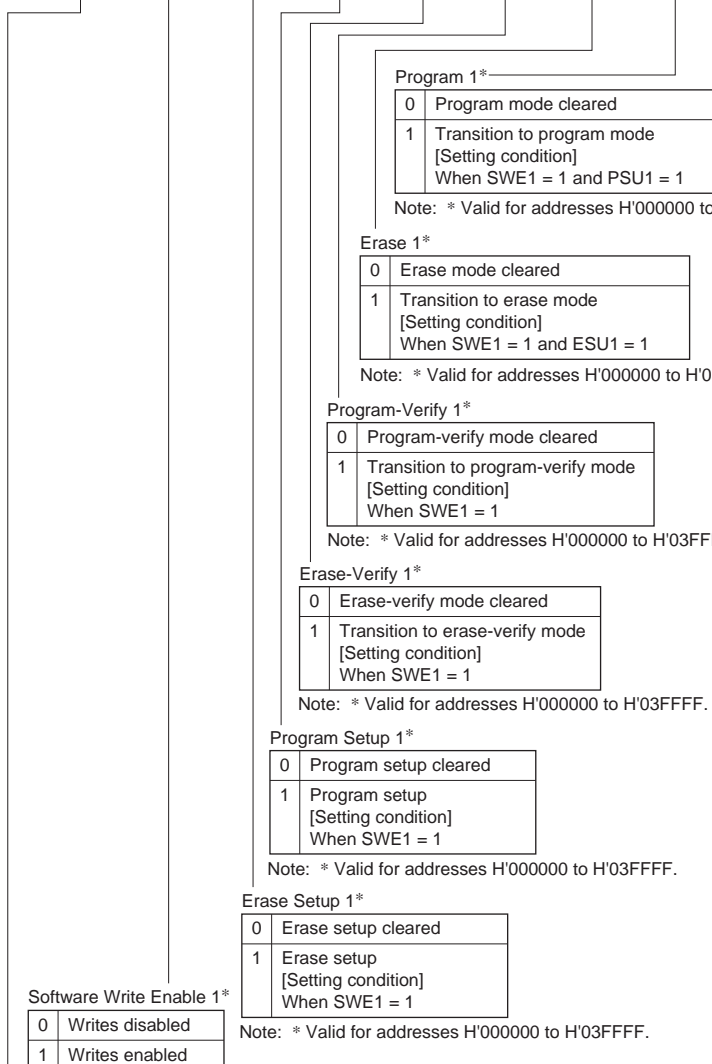 Program 1*
0 Program mode cleared
1 Transition to program mode
[Setting condition]
When SWE1 = 1 and PSU1 = 1
Note: * Valid for addresses H'000000 to
Erase 1*
0 Erase mode cleared
1 Transition to erase mode
[Setting condition]
When SWE1 = 1 and ESU1 = 1
Note: * Valid for addresses H'000000 to H'0
Program-Verify 1*
0 Program-verify mode cleared
1 Transition to program-verify mode
[Setting condition]
When SWE1 = 1
Note: * Valid for addresses H'000000 to H'03FF
Erase-Verify 1*
0 Erase-verify mode cleared
1 Transition to erase-verify mode
[Setting condition]
When SWE1 = 1
Note: * Valid for addresses H'000000 to H'03FFFF.
Program Setup 1*
0 Program setup cleared
1 Program setup
[Setting condition]
When SWE1 = 1
Note: * Valid for addresses H'000000 to H'03FFFF.
Erase Setup 1*
0 Erase setup cleared
1 Erase setup
[Setting condition]
When SWE1 = 1
Note: * Valid for addresses H'000000 to H'03FFFF.
Software Write Enable 1*
0 Writes disabled
1 Writes enabled